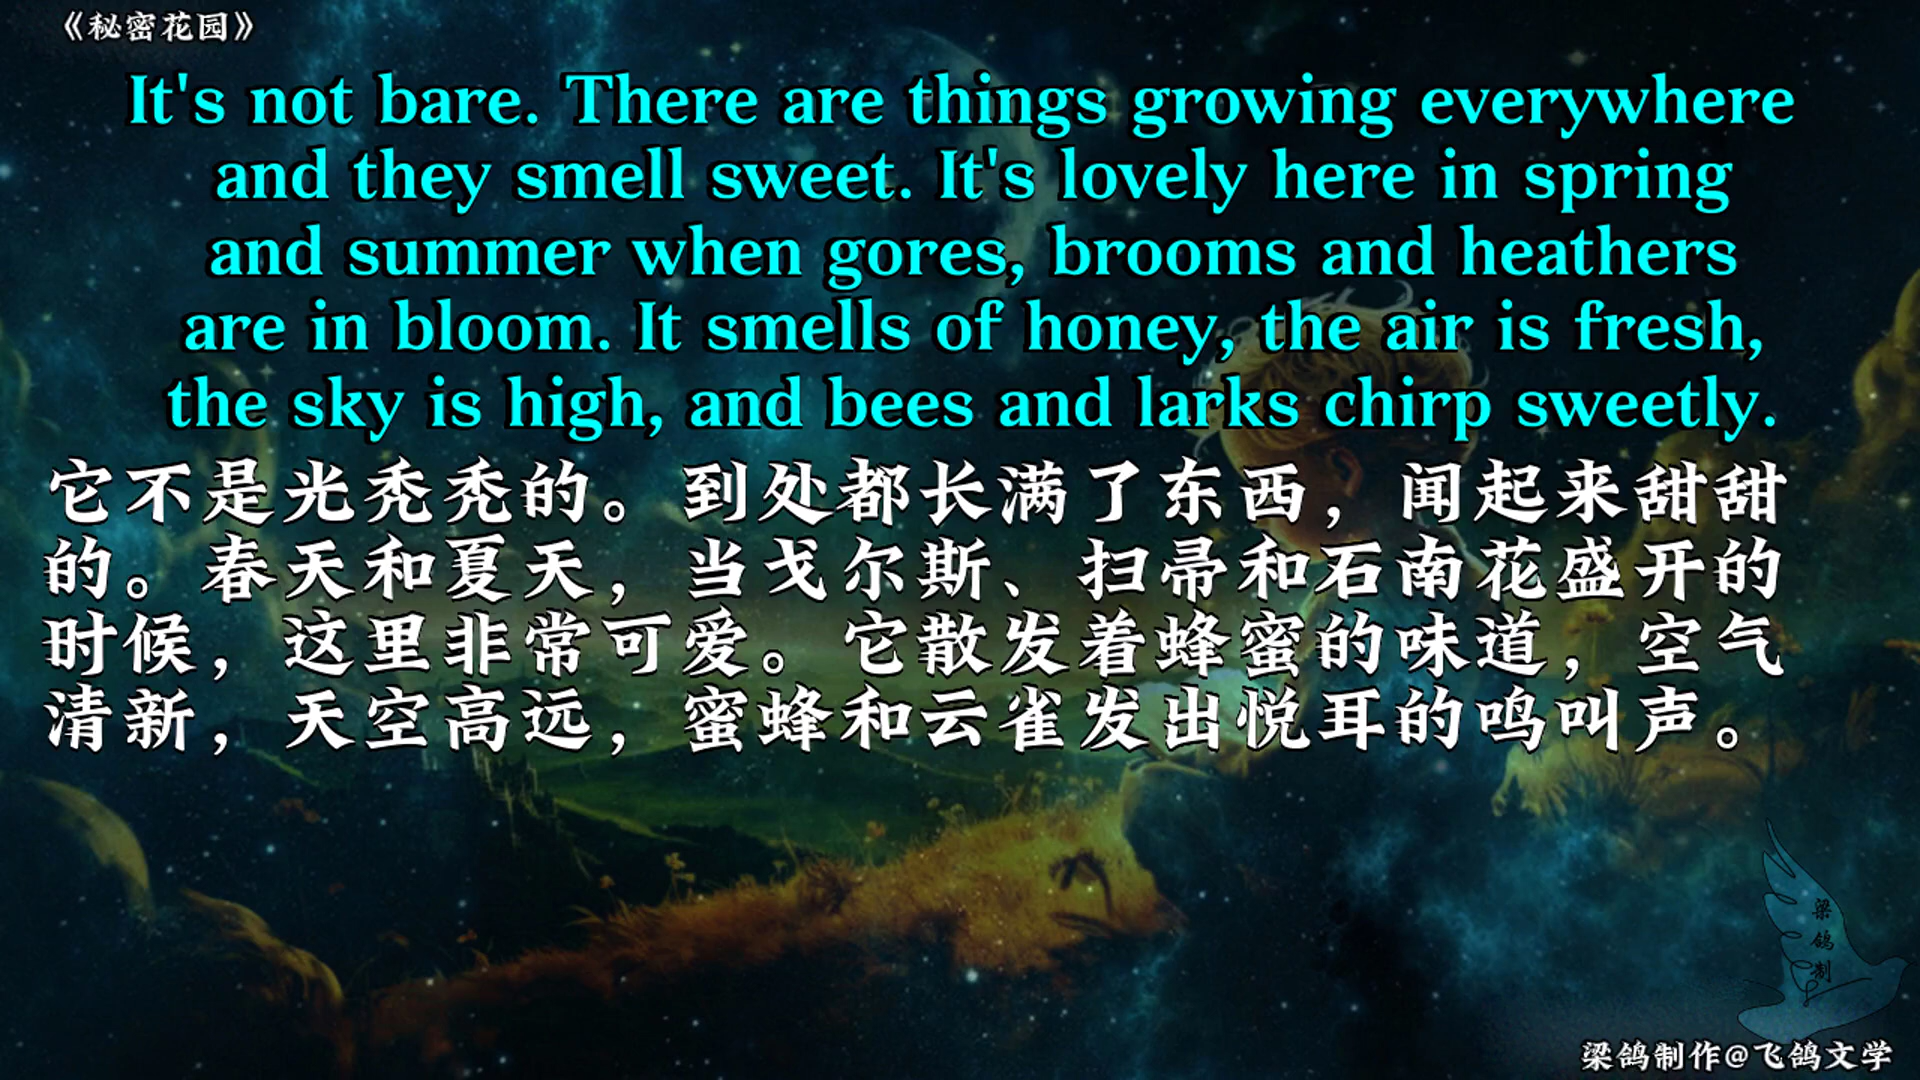 《秘密花园》
It's not bare. There are things growing everywhere
and they smell sweet. It's lovely here in spring
and summer when gores, brooms and heathers
are in bloom. It smells of honey, the air is fresh,
the sky is high, and bees and larks chirp sweetly.
它不是光秃秃的。到处都长满了东西，闻起来甜甜
的。春天和夏天，当戈尔斯、扫帚和石南花盛开的
时候，这里非常可爱。它散发着蜂蜜的味道，空气
清新，天空高远，蜜蜂和云雀发出悦耳的鸣叫声。
梁
鸽
制
梁鸽制作@飞鸽文学